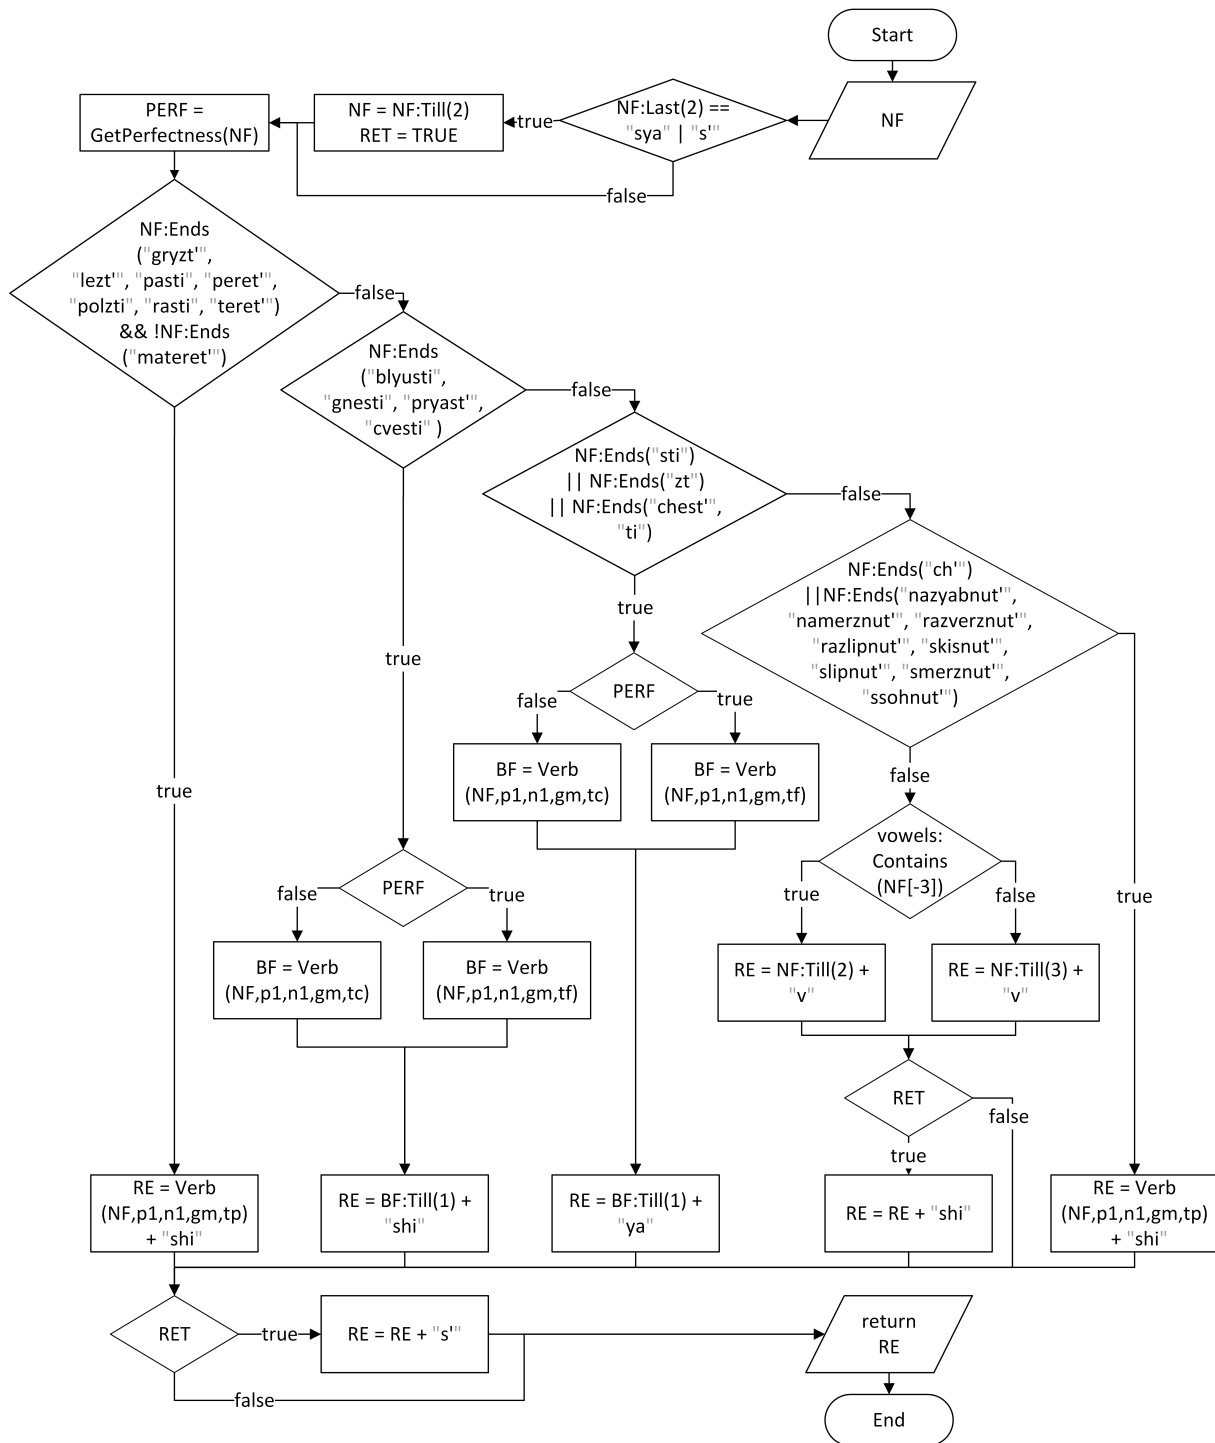 Start
NF
NF:Last(2) ==
"sya" | "s'"
true
NF = NF:Till(2)
RET = TRUE
PERF =
GetPerfectness(NF)
false
NF:Ends
("gryzt'",
"lezt'", "pasti", "peret'",
"polzti", "rasti", "teret'")
&& !NF:Ends
("materet'")
false
NF:Ends
("blyusti",
"gnesti", "pryast'",
"cvesti" )
false
NF:Ends("sti")
|| NF:Ends("zt")
|| NF:Ends("chest'",
"ti")
false
NF:Ends("ch'")
||NF:Ends("nazyabnut'",
"namerznut'", "razverznut'",
"razlipnut'", "skisnut'",
"slipnut'", "smerznut'",
"ssohnut'")
true
true
true
PERF
false
true
BF = Verb
(NF,p1,n1,gm,tc)
BF = Verb
(NF,p1,n1,gm,tf)
false
vowels:
Contains
(NF[-3])
true
false
true
PERF
false
true
BF = Verb
(NF,p1,n1,gm,tc)
BF = Verb
(NF,p1,n1,gm,tf)
RE = NF:Till(2) +
"v"
RE = NF:Till(3) +
"v"
RET
false
true
RE = Verb
(NF,p1,n1,gm,tp)
+ "shi"
RE = BF:Till(1) +
"shi"
RE = BF:Till(1) +
"ya"
RE = RE + "shi"
RE = Verb
(NF,p1,n1,gm,tp)
+ "shi"
RET
true
RE = RE + "s'"
return
RE
false
End